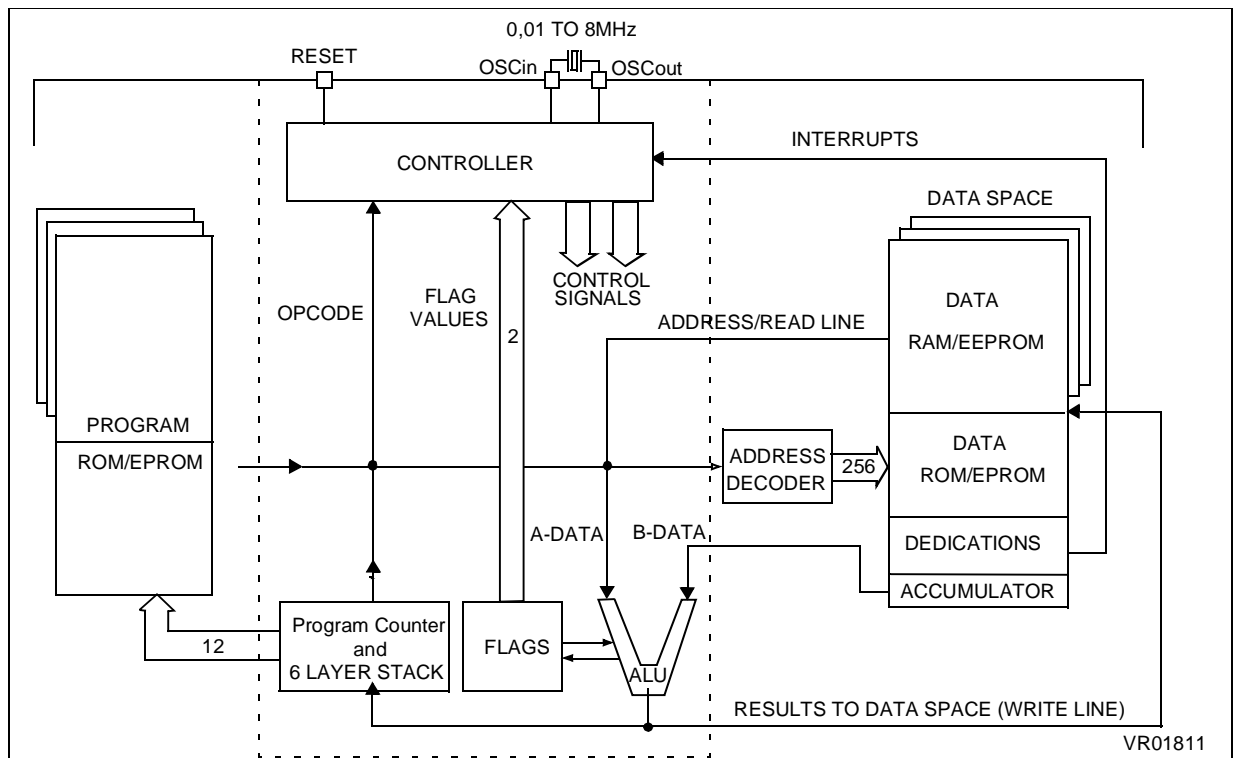 0,01 TO 8MHz
RESET
OSCin
OSCout
INTERRUPTS
CONTROLLER
DATA SPACE
OPCODE
FLAG
VALUES
2
CONTROL
SIGNALS
ADDRESS/READ LINE
DATA
RAM/EEPROM
PROGRAM
ROM/EPROM
ADDRESS
DECODER
256
DATA
ROM/EPROM
A-DATA
B-DATA
DEDICATIONS
ACCUMULATOR
12
Program Counter
and
6 LAYER STACK
FLAGS
ALU
RESULTS TO DATA SPACE (WRITE LINE)
VR01811